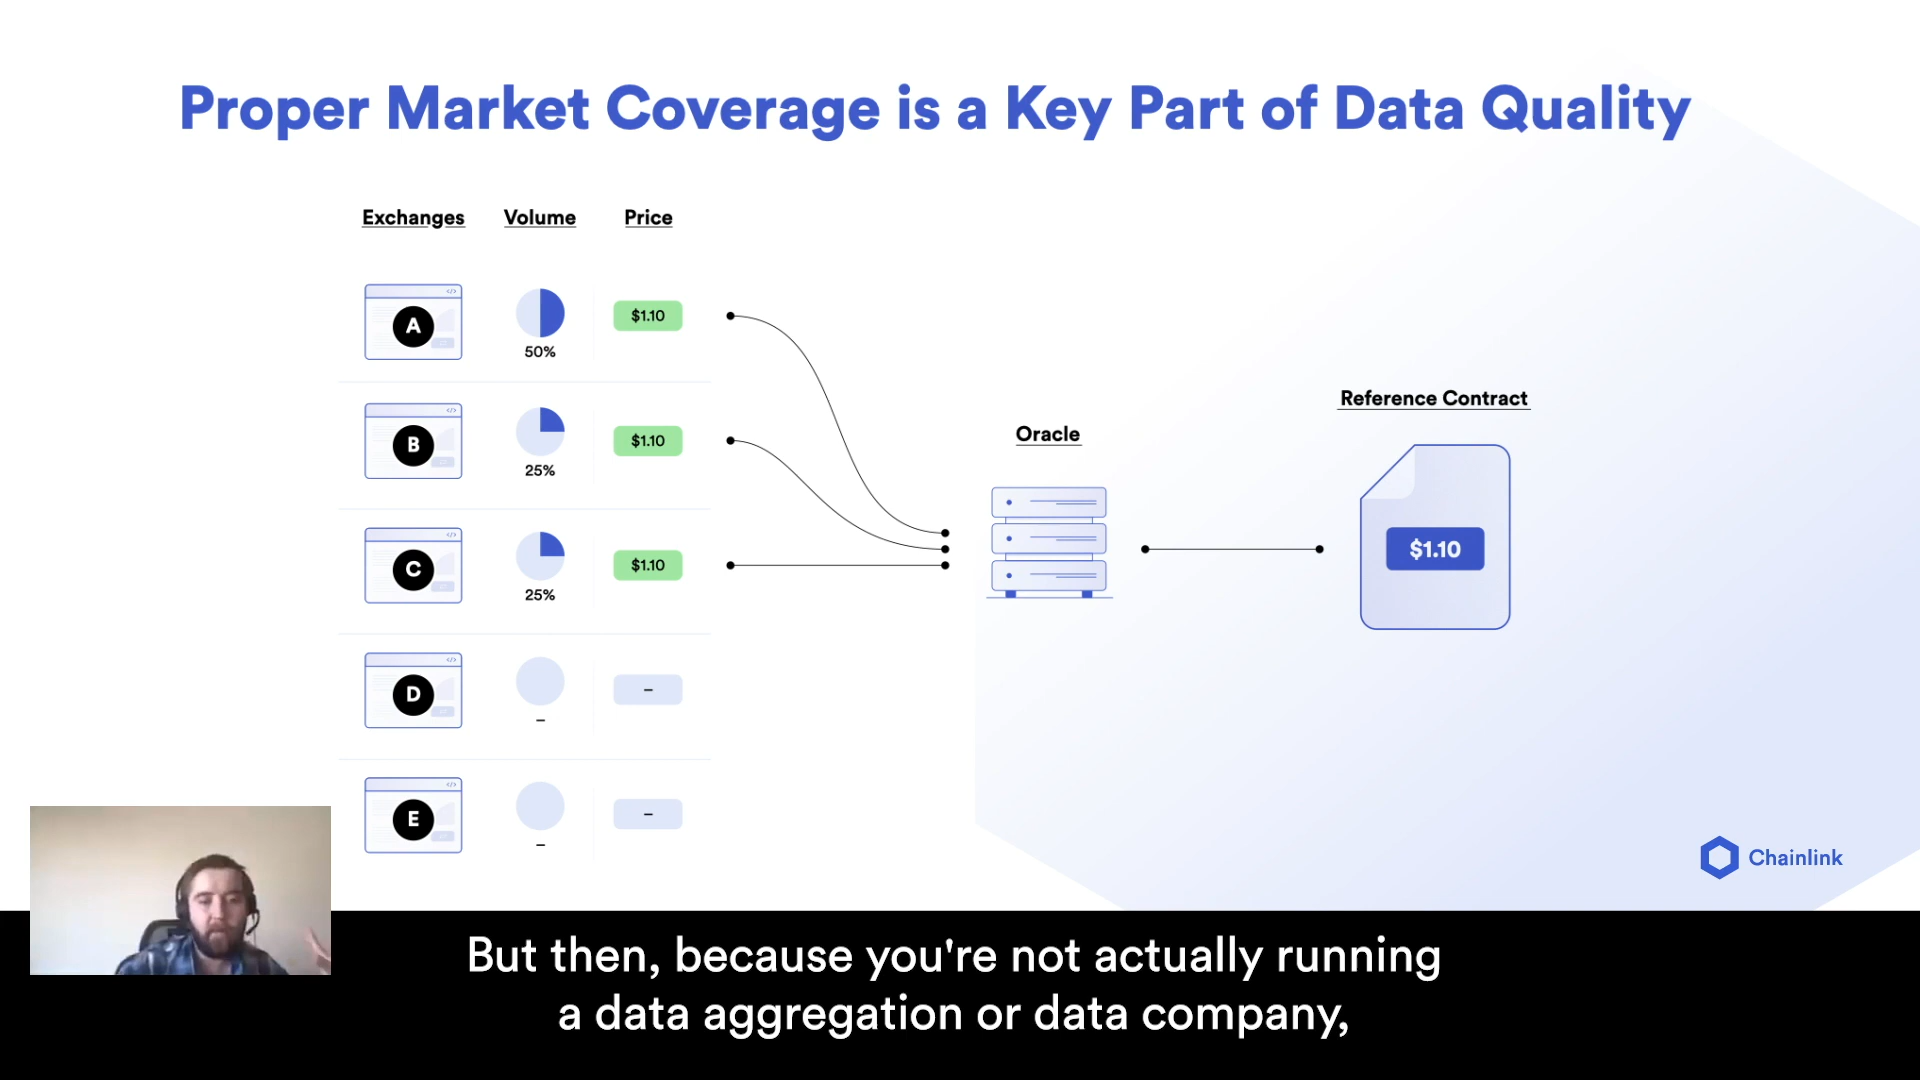 Proper Market Coverage is a Key Part of Data Quality
Exchanges Volume Price
A 50% $1.10
B 25% $1.10
C 25% $1.10
D – –
E – –
Oracle
Reference Contract
$1.10
Chainlink
But then, because you're not actually running
a data aggregation or data company,